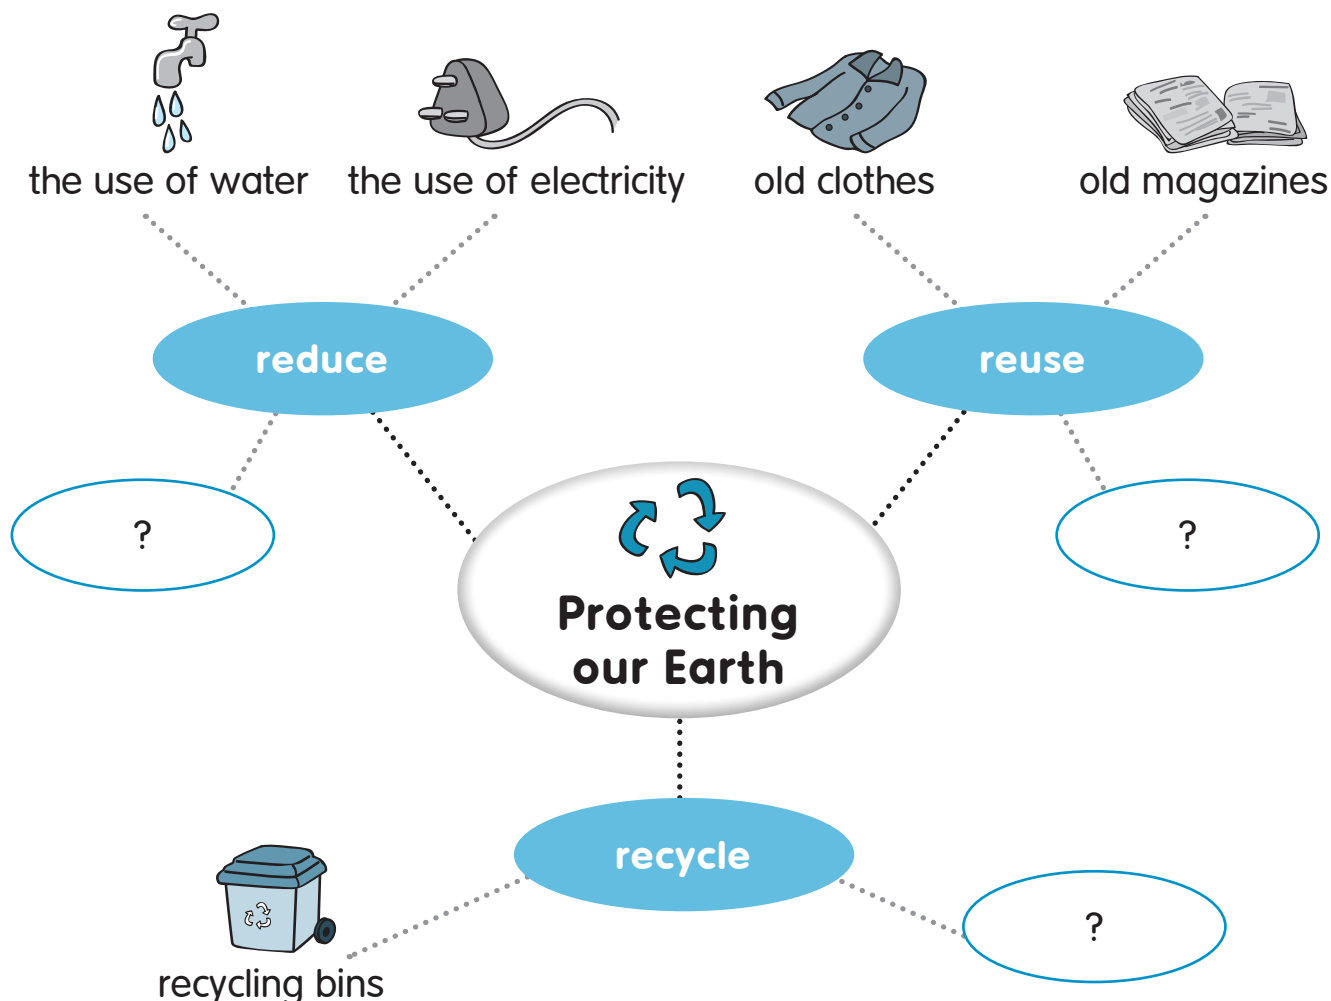 the use of water
the use of electricity
old clothes
old magazines
reduce
reuse
?
?
Protecting
our Earth
recycle
?
recycling bins